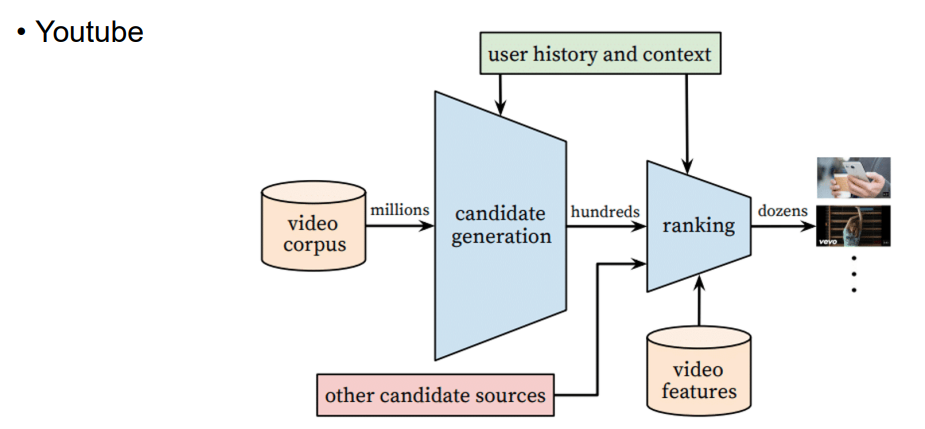 • Youtube
user history and context
video
corpus
millions
candidate
generation
hundreds
ranking
dozens
vevo
other candidate sources
video
features